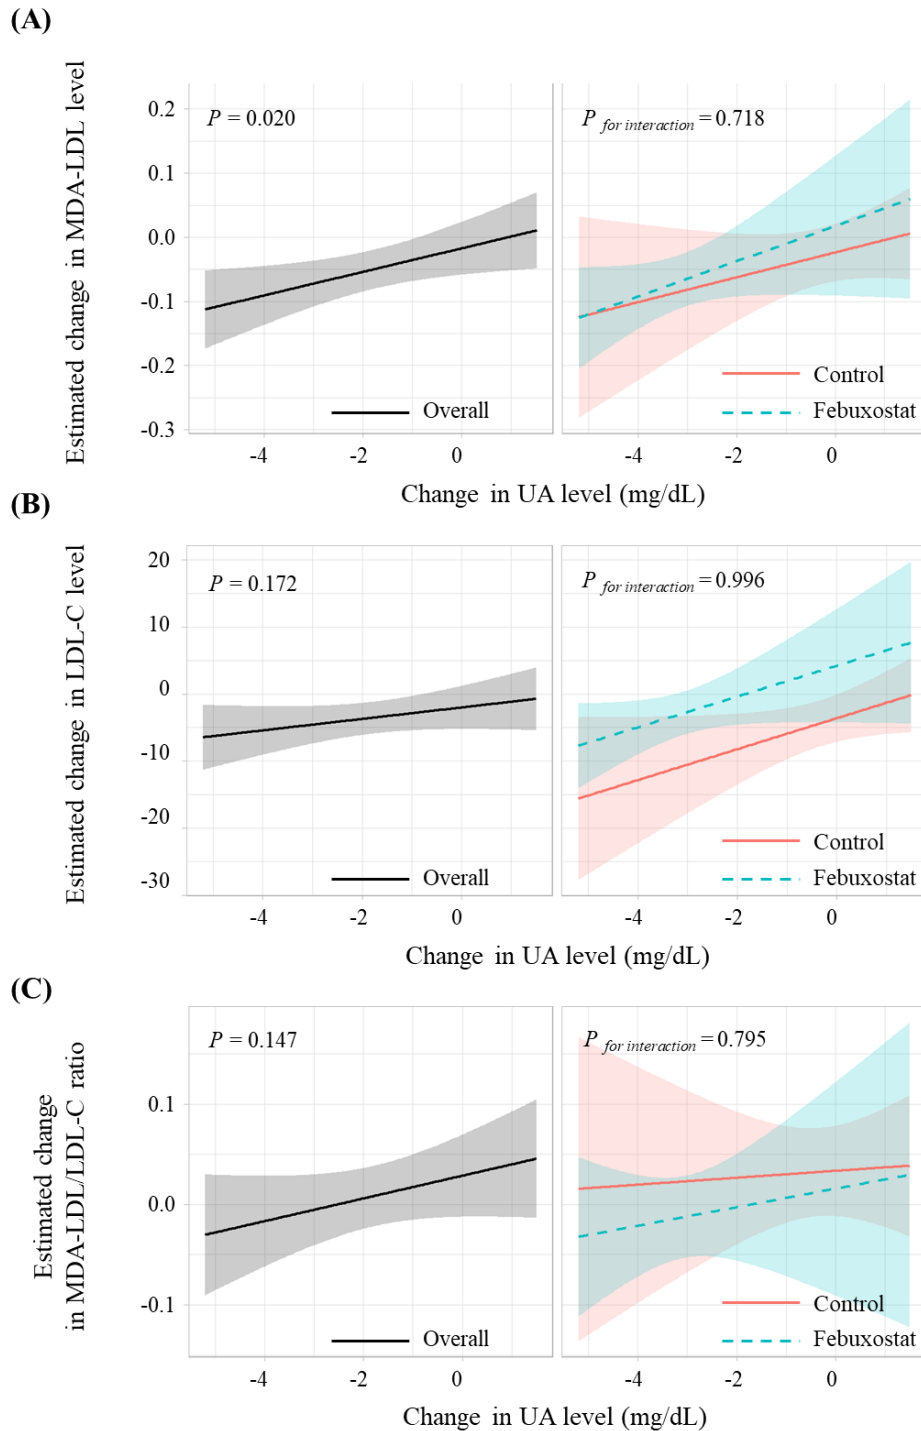 (A)
Estimated change in MDA-LDL level
0.2
0.1
0.0
-0.1
-0.2
-0.3
P = 0.020
P for interaction = 0.718
Overall
Control
Febuxostat
-4
-2
0
-4
-2
0
Change in UA level (mg/dL)
(B)
Estimated change in LDL-C level
20
10
0
-10
-20
-30
P = 0.172
P for interaction = 0.996
Overall
Control
Febuxostat
-4
-2
0
-4
-2
0
Change in UA level (mg/dL)
(C)
Estimated change
in MDA-LDL/LDL-C ratio
0.1
0.0
-0.1
P = 0.147
P for interaction = 0.795
Overall
Control
Febuxostat
-4
-2
0
-4
-2
0
Change in UA level (mg/dL)